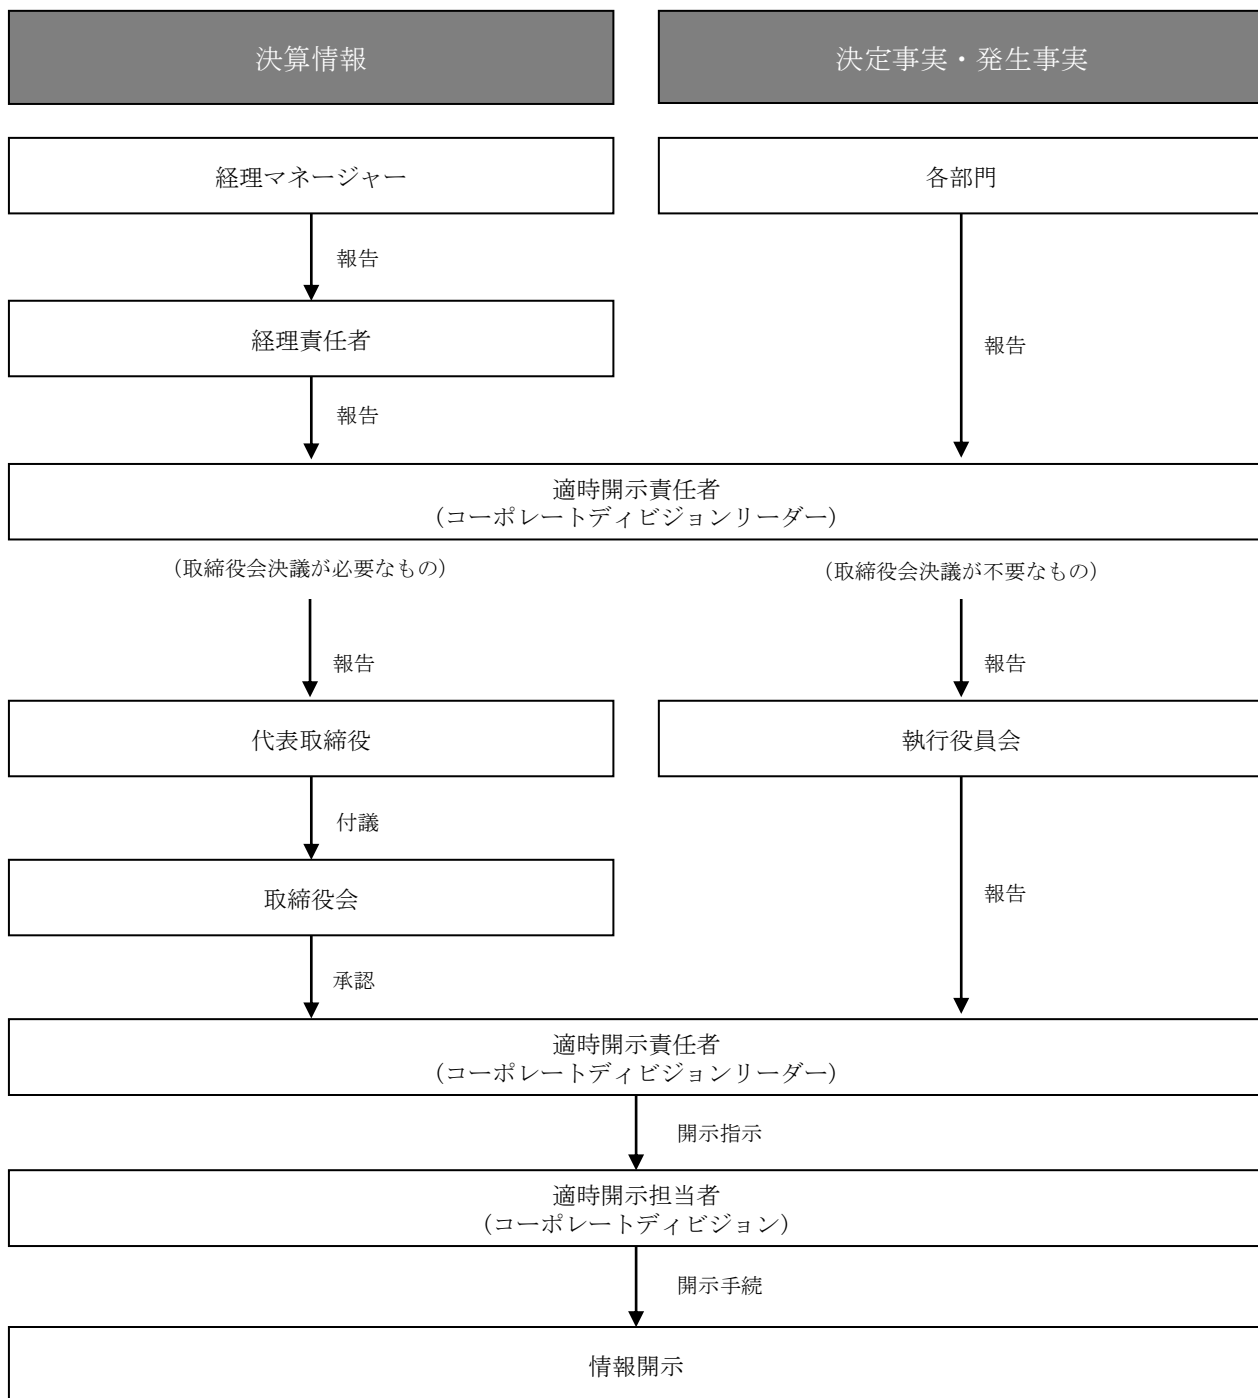 決算情報
決定事実・発生事実
経理マネージャー
各部門
報告
経理責任者
報告
報告
適時開示責任者
（コーポレートディビジョンリーダー）
（取締役会決議が必要なもの）
（取締役会決議が不要なもの）
報告
報告
代表取締役
執行役員会
付議
取締役会
報告
承認
適時開示責任者
（コーポレートディビジョンリーダー）
開示指示
適時開示担当者
（コーポレートディビジョン）
開示手続
情報開示